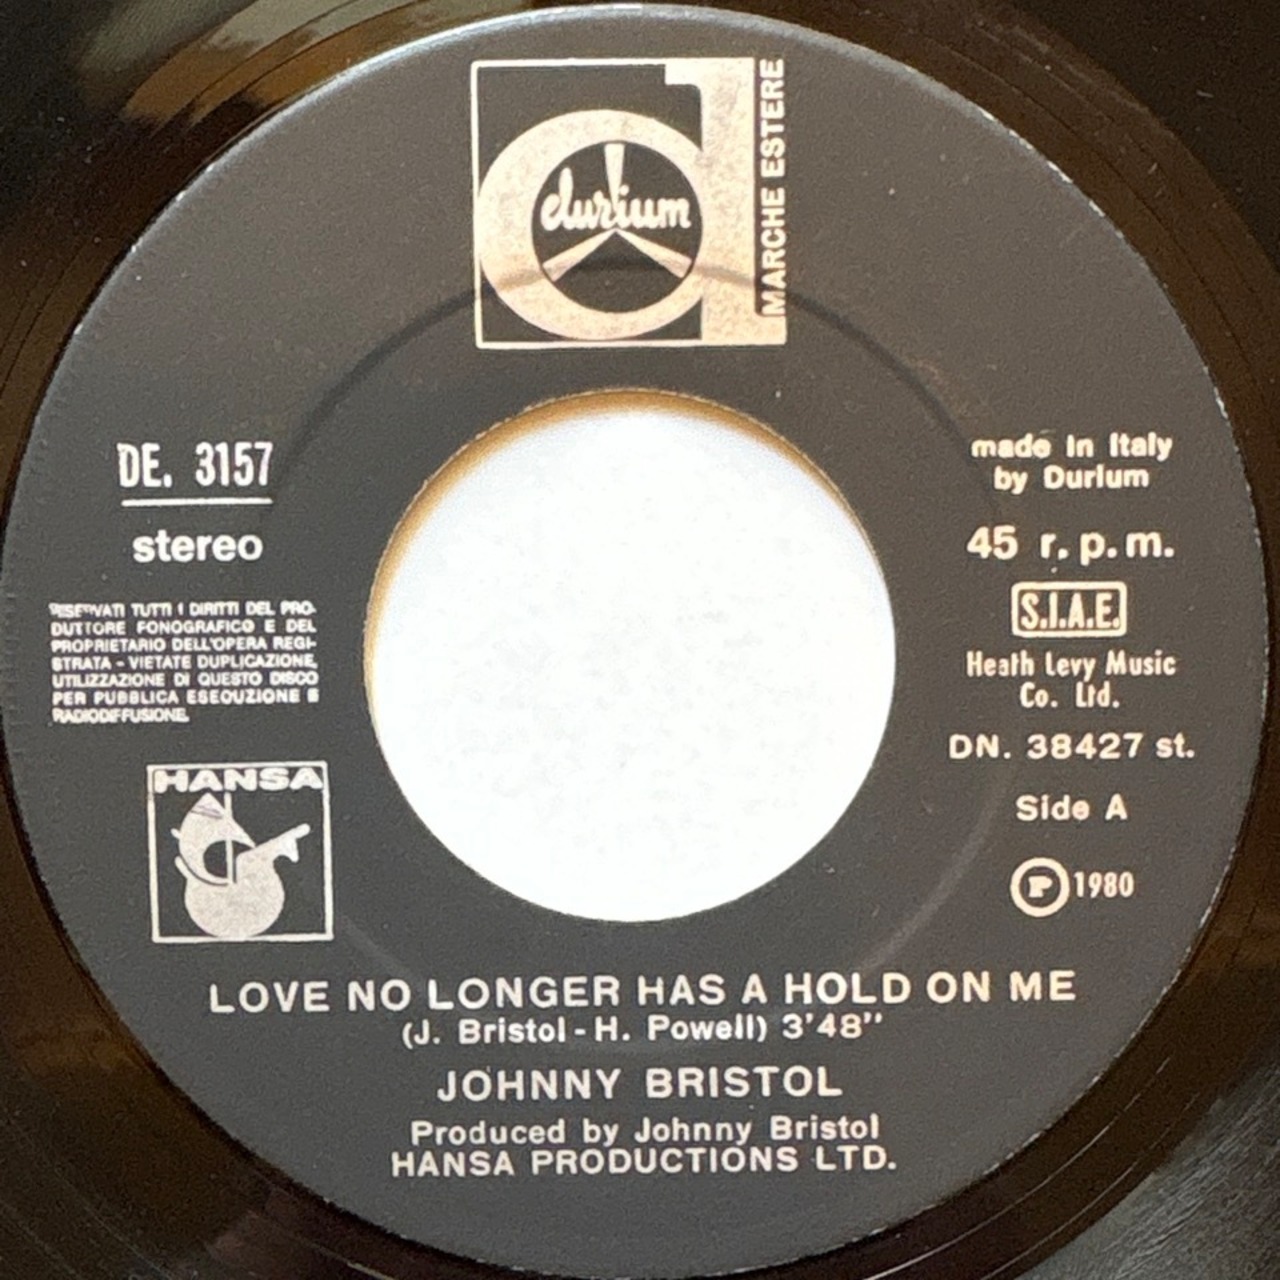 durium
MARCHE ESTERE
DE. 3157
stereo
RISERVATI TUTTI I DIRITTI DEL PRO-
DUTTORE FONOGRAFICO E DEL
PROPRIETARIO DELL'OPERA REGI-
STRATA - VIETATE DUPLICAZIONE,
UTILIZZAZIONE DI QUESTO DISCO
PER PUBBLICA ESECUZIONE E
RADIODIFFUSIONE.
HANSA
made in Italy
by Durium
45 r.p.m.
S.I.A.E.
Heath Levy Music
Co. Ltd.
DN. 38427 st.
Side A
Ⓟ 1980
LOVE NO LONGER HAS A HOLD ON ME
(J. Bristol - H. Powell) 3'48"
JOHNNY BRISTOL
Produced by Johnny Bristol
HANSA PRODUCTIONS LTD.